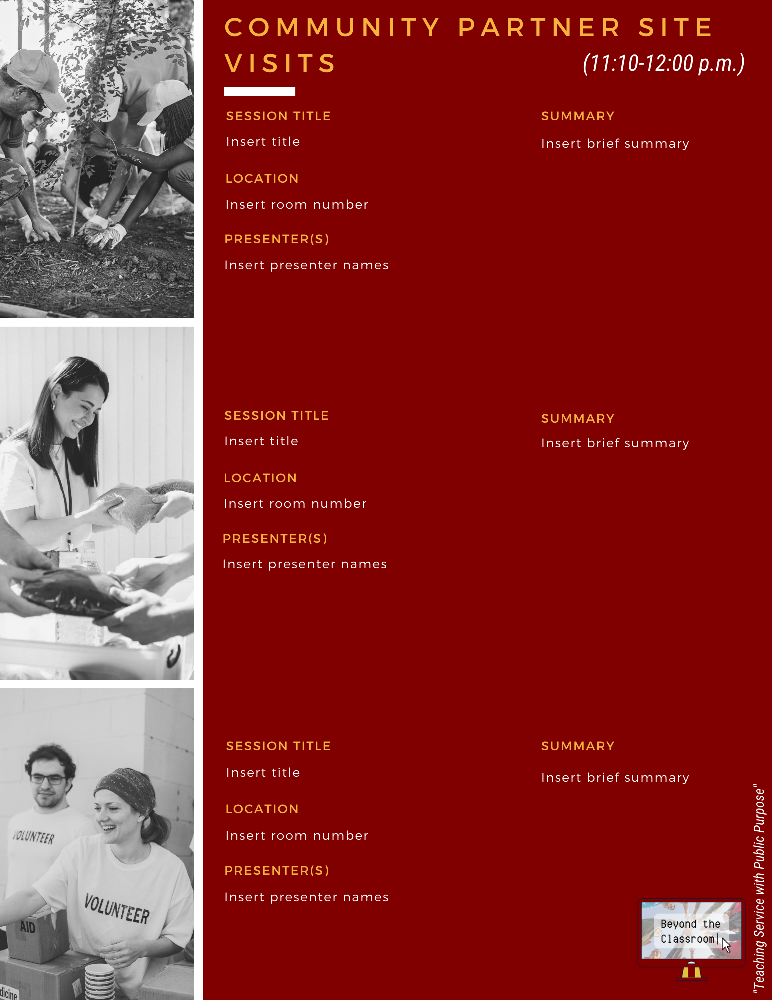 COMMUNITY PARTNER SITE
VISITS
(11:10-12:00 p.m.)
SESSION TITLE
Insert title
LOCATION
Insert room number
PRESENTER(S)
Insert presenter names
SUMMARY
Insert brief summary
SESSION TITLE
Insert title
LOCATION
Insert room number
PRESENTER(S)
Insert presenter names
SUMMARY
Insert brief summary
SESSION TITLE
Insert title
LOCATION
Insert room number
PRESENTER(S)
Insert presenter names
SUMMARY
Insert brief summary
VOLUNTEER
VOLUNTEER
AID
dicine
Beyond the
Classroom|
"Teaching Service with Public Purpose"